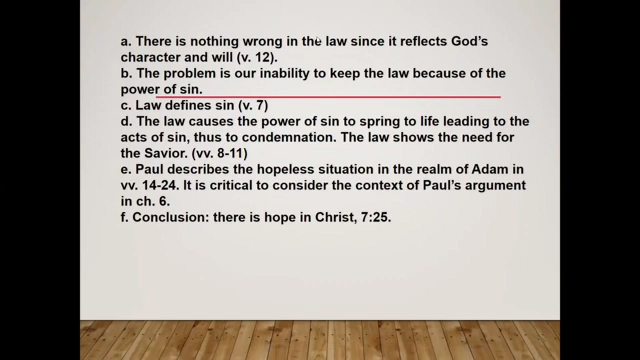 a. There is nothing wrong in the law since it reflects God's
character and will (v. 12).
b. The problem is our inability to keep the law because of the
power of sin.
c. Law defines sin (v. 7)
d. The law causes the power of sin to spring to life leading to the
acts of sin, thus to condemnation. The law shows the need for
the Savior. (vv. 8-11)
e. Paul describes the hopeless situation in the realm of Adam in
vv. 14-24. It is critical to consider the context of Paul's argument
in ch. 6.
f. Conclusion: there is hope in Christ, 7:25.